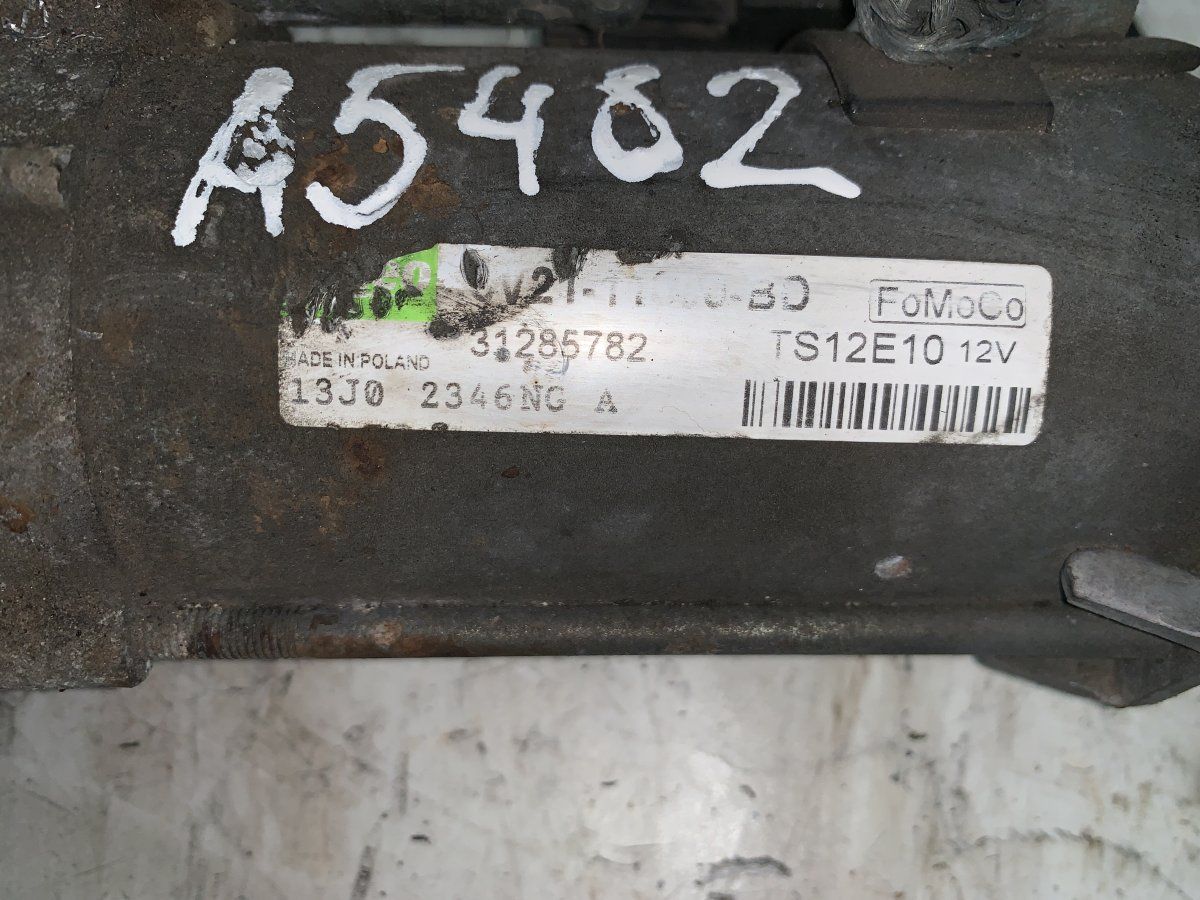 A5482
FoMoCo
31285782 TS12E10 12V
MADE IN POLAND
13J0 2346NG A